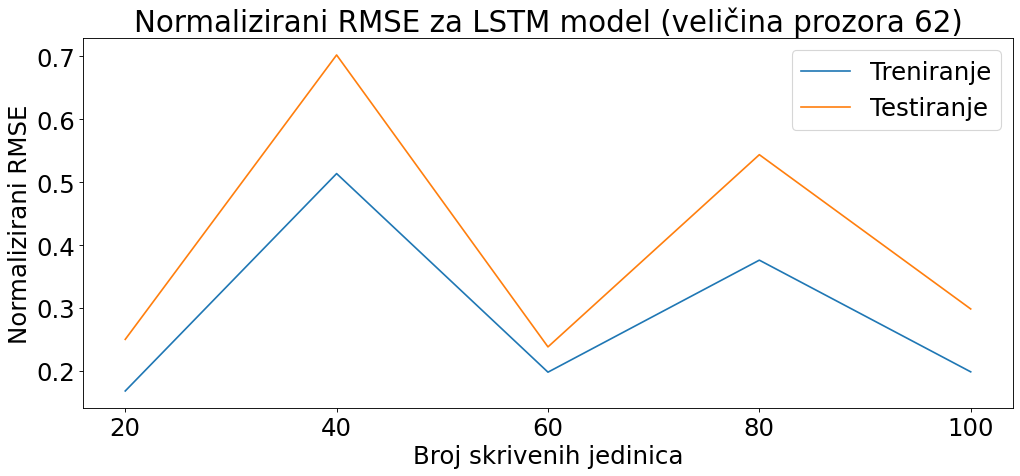 Normalizirani RMSE za LSTM model (veličina prozora 62)
Treniranje
Testiranje
Normalizirani RMSE
0.7
0.6
0.5
0.4
0.3
0.2
20 40 60 80 100
Broj skrivenih jedinica